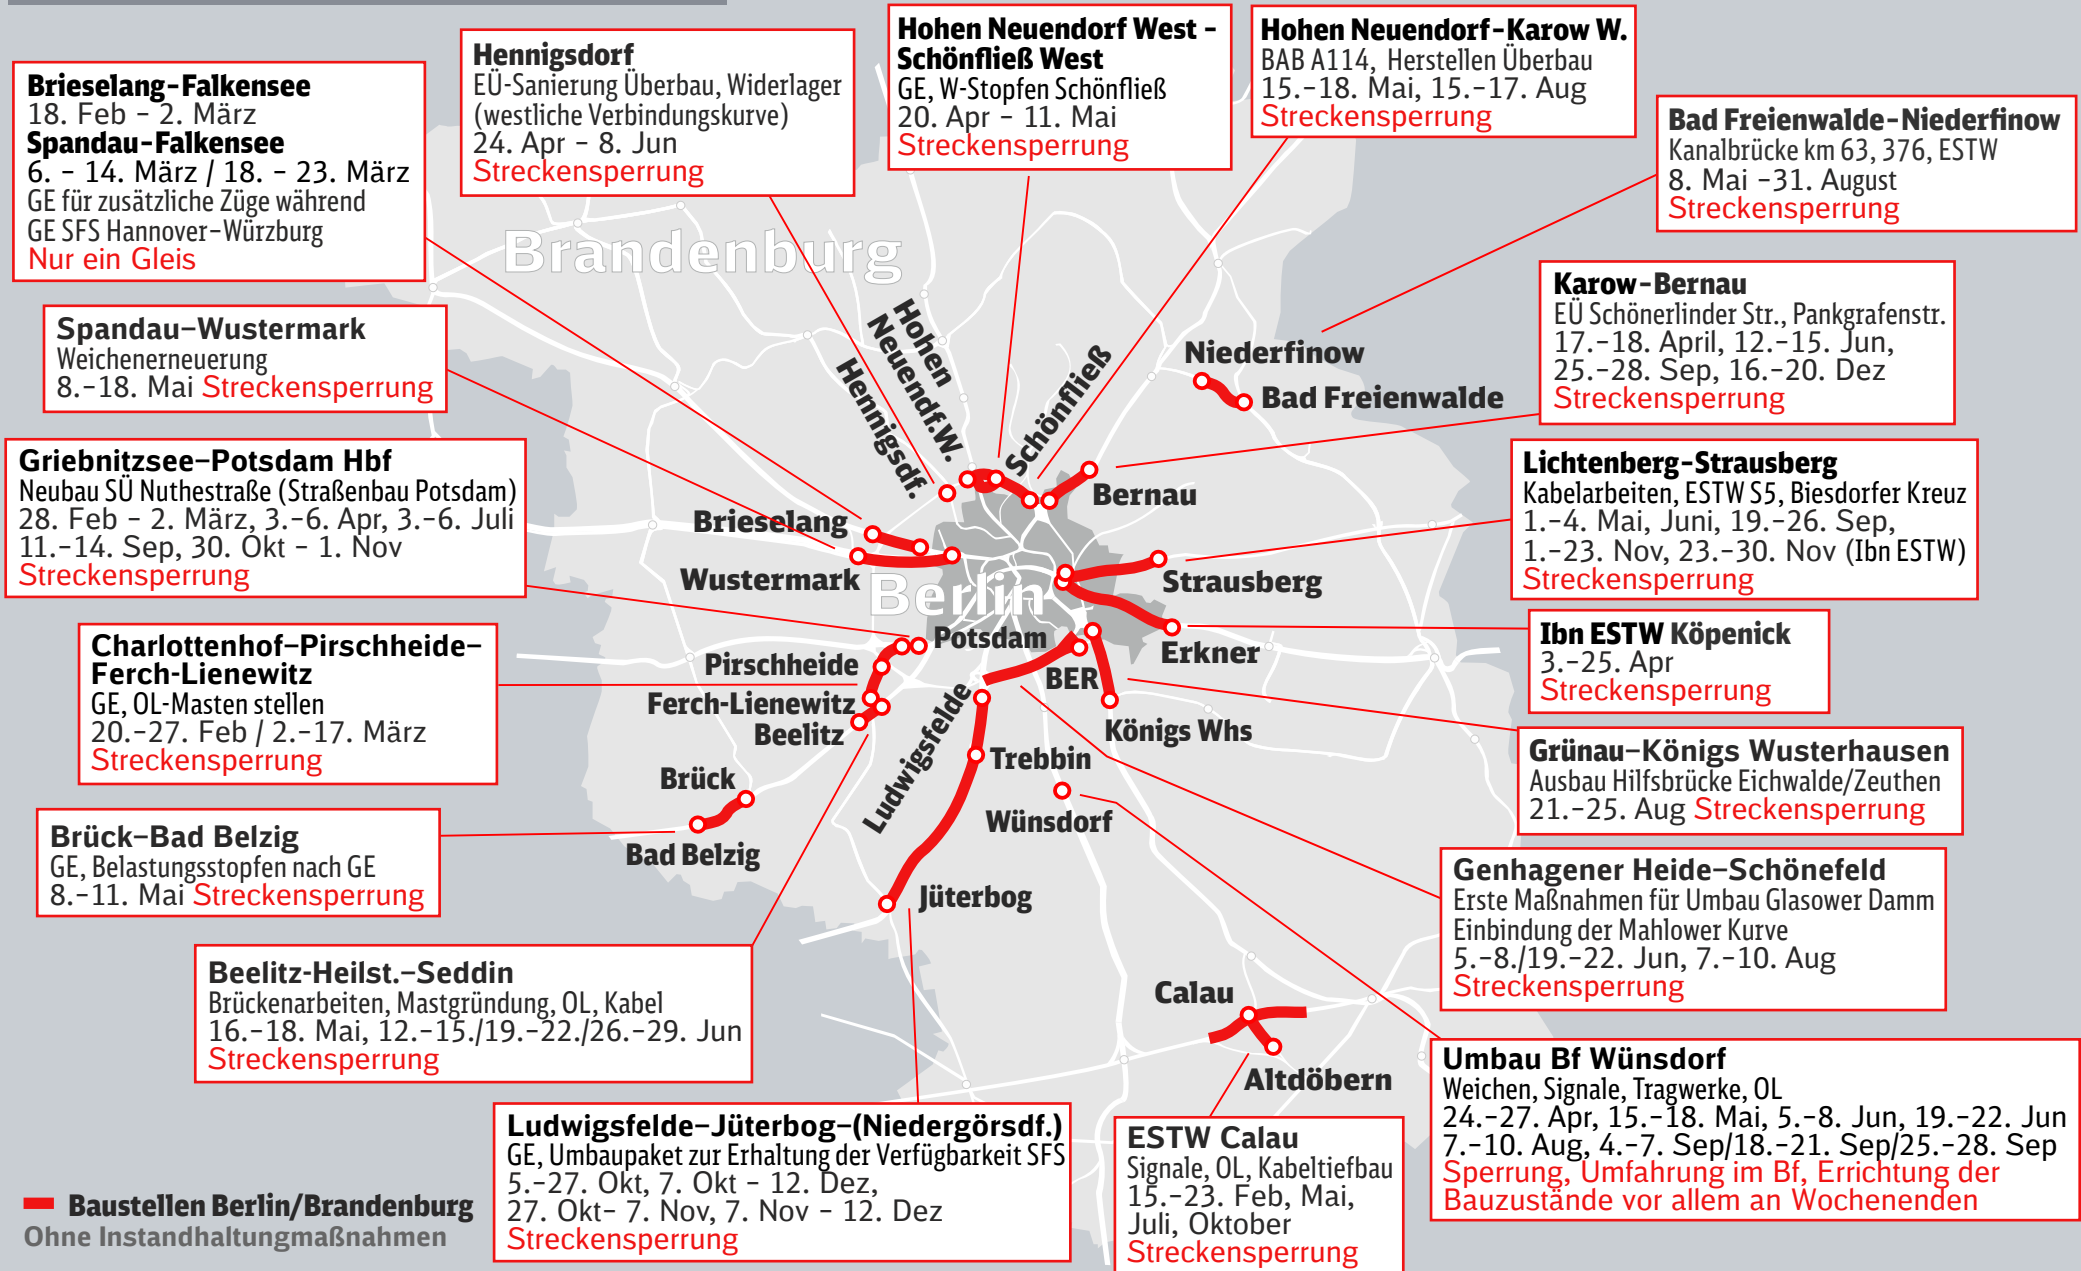 Brieselang–Falkensee
18. Feb – 2. März
Spandau–Falkensee
6. – 14. März / 18. – 23. März
GE für zusätzliche Züge während
GE SFS Hannover–Würzburg
Nur ein Gleis
Hennigsdorf
EÜ-Sanierung Überbau, Widerlager
(westliche Verbindungskurve)
24. Apr – 8. Jun
Streckensperrung
Hohen Neuendorf West –
Schönfließ West
GE, W-Stopfen Schönfließ
20. Apr – 11. Mai
Streckensperrung
Hohen Neuendorf–Karow W.
BAB A114, Herstellen Überbau
15.–18. Mai, 15.–17. Aug
Streckensperrung
Bad Freienwalde–Niederfinow
Kanalbrücke km 63, 376, ESTW
8. Mai –31. August
Streckensperrung
Spandau–Wustermark
Weichenerneuerung
8.–18. Mai Streckensperrung
Karow–Bernau
EÜ Schönerlinder Str., Pankgrafenstr.
17.–18. April, 12.–15. Jun,
25.–28. Sep, 16.–20. Dez
Streckensperrung
Griebnitzsee–Potsdam Hbf
Neubau SÜ Nuthestraße (Straßenbau Potsdam)
28. Feb – 2. März, 3.–6. Apr, 3.–6. Juli
11.–14. Sep, 30. Okt – 1. Nov
Streckensperrung
Lichtenberg–Strausberg
Kabelarbeiten, ESTW S5, Biesdorfer Kreuz
1.–4. Mai, Juni, 19.–26. Sep,
1.–23. Nov, 23.–30. Nov (Ibn ESTW)
Streckensperrung
Charlottenhof–Pirschheide–
Ferch-Lienewitz
GE, OL-Masten stellen
20.–27. Feb / 2.–17. März
Streckensperrung
Ibn ESTW Köpenick
3.–25. Apr
Streckensperrung
Grünau–Königs Wusterhausen
Ausbau Hilfsbrücke Eichwalde/Zeuthen
21.–25. Aug Streckensperrung
Brück–Bad Belzig
GE, Belastungsstopfen nach GE
8.–11. Mai Streckensperrung
Genhagener Heide–Schönefeld
Erste Maßnahmen für Umbau Glasower Damm
Einbindung der Mahlower Kurve
5.–8./19.–22. Jun, 7.–10. Aug
Streckensperrung
Beelitz-Heilst.–Seddin
Brückenarbeiten, Mastgründung, OL, Kabel
16.–18. Mai, 12.–15./19.–22./26.–29. Jun
Streckensperrung
Umbau Bf Wünsdorf
Weichen, Signale, Tragwerke, OL
24.–27. Apr, 15.–18. Mai, 5.–8. Jun, 19.–22. Jun
7.–10. Aug, 4.–7. Sep/18.–21. Sep/25.–28. Sep
Sperrung, Umfahrung im Bf, Errichtung der
Bauzustände vor allem an Wochenenden
Ludwigsfelde–Jüterbog–(Niedergörsdf.)
GE, Umbaupaket zur Erhaltung der Verfügbarkeit SFS
5.–27. Okt, 7. Okt – 12. Dez,
27. Okt– 7. Nov, 7. Nov – 12. Dez
Streckensperrung
ESTW Calau
Signale, OL, Kabeltiefbau
15.–23. Feb, Mai,
Juli, Oktober
Streckensperrung
Brandenburg
Berlin
Hennigsdf.
Hohen
Neuendf.W.
Schönfließ
Niederfinow
Bad Freienwalde
Bernau
Brieselang
Wustermark
Strausberg
Erkner
Potsdam
Pirschheide
Ferch-Lienewitz
Beelitz
BER
Königs Whs
Ludwigsfelde
Trebbin
Wünsdorf
Brück
Bad Belzig
Jüterbog
Calau
Altdöbern
Baustellen Berlin/Brandenburg
Ohne Instandhaltungmaßnahmen